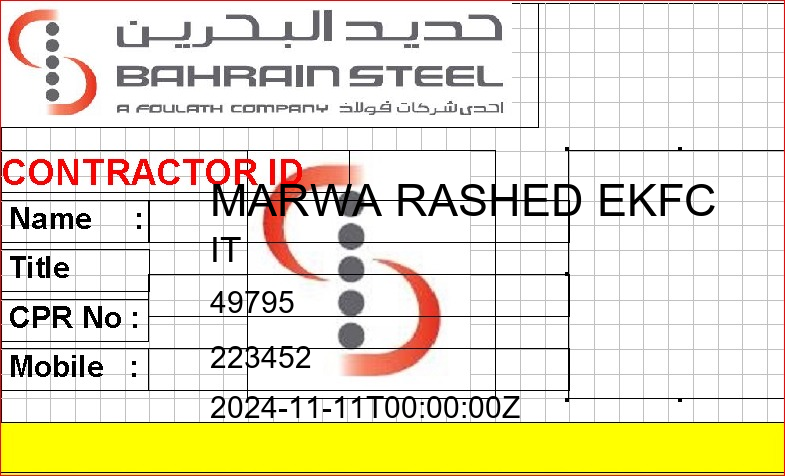 حديد البحرين
BAHRAIN STEEL
A FOULATH COMPANY احدى شركات فولاذ
CONTRACTOR ID
Name : MARWA RASHED EKFC
Title IT
CPR No : 49795
Mobile : 223452
2024-11-11T00:00:00Z